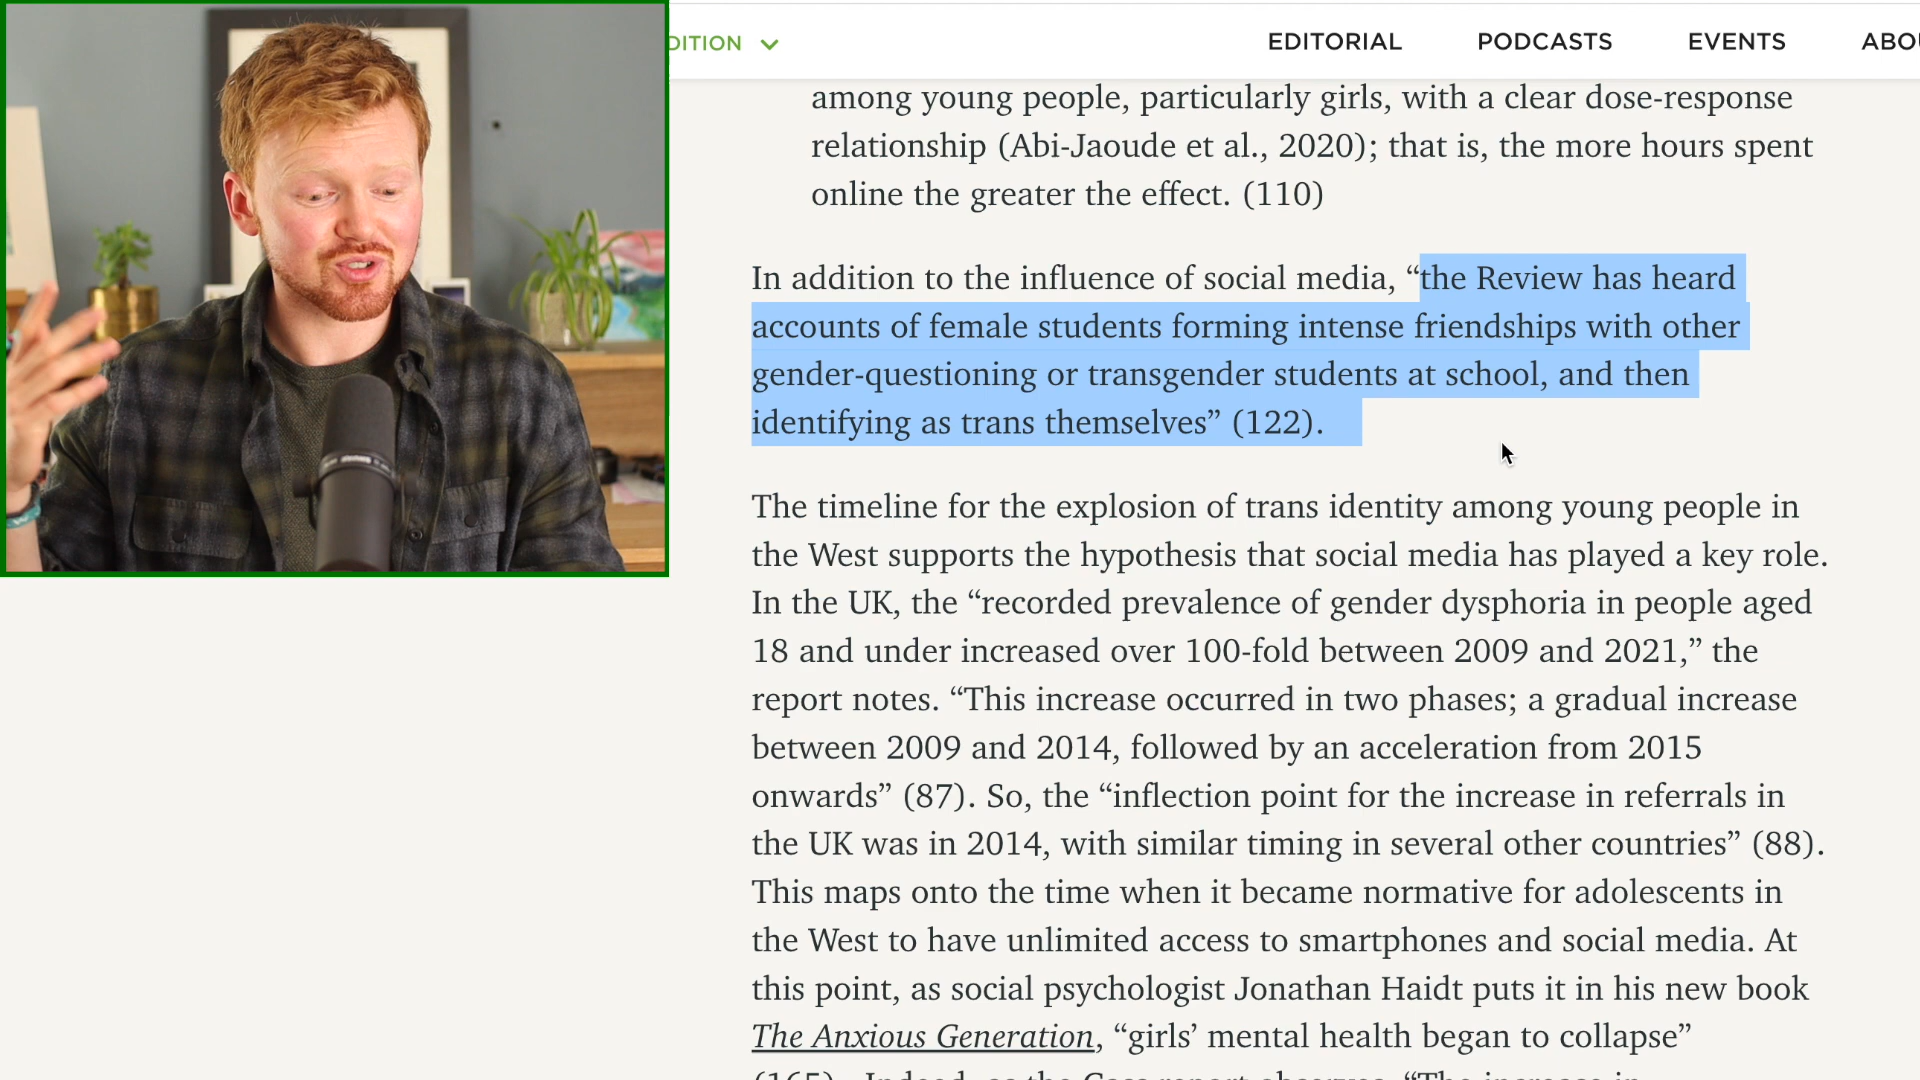 DITION
EDITORIAL PODCASTS EVENTS ABO
among young people, particularly girls, with a clear dose-response
relationship (Abi-Jaoude et al., 2020); that is, the more hours spent
online the greater the effect. (110)
In addition to the influence of social media, “the Review has heard
accounts of female students forming intense friendships with other
gender-questioning or transgender students at school, and then
identifying as trans themselves” (122).
The timeline for the explosion of trans identity among young people in
the West supports the hypothesis that social media has played a key role.
In the UK, the “recorded prevalence of gender dysphoria in people aged
18 and under increased over 100-fold between 2009 and 2021,” the
report notes. “This increase occurred in two phases; a gradual increase
between 2009 and 2014, followed by an acceleration from 2015
onwards” (87). So, the “inflection point for the increase in referrals in
the UK was in 2014, with similar timing in several other countries” (88).
This maps onto the time when it became normative for adolescents in
the West to have unlimited access to smartphones and social media. At
this point, as social psychologist Jonathan Haidt puts it in his new book
The Anxious Generation, “girls’ mental health began to collapse”
(165). Indeed, as the Cass report observes, “The increase in